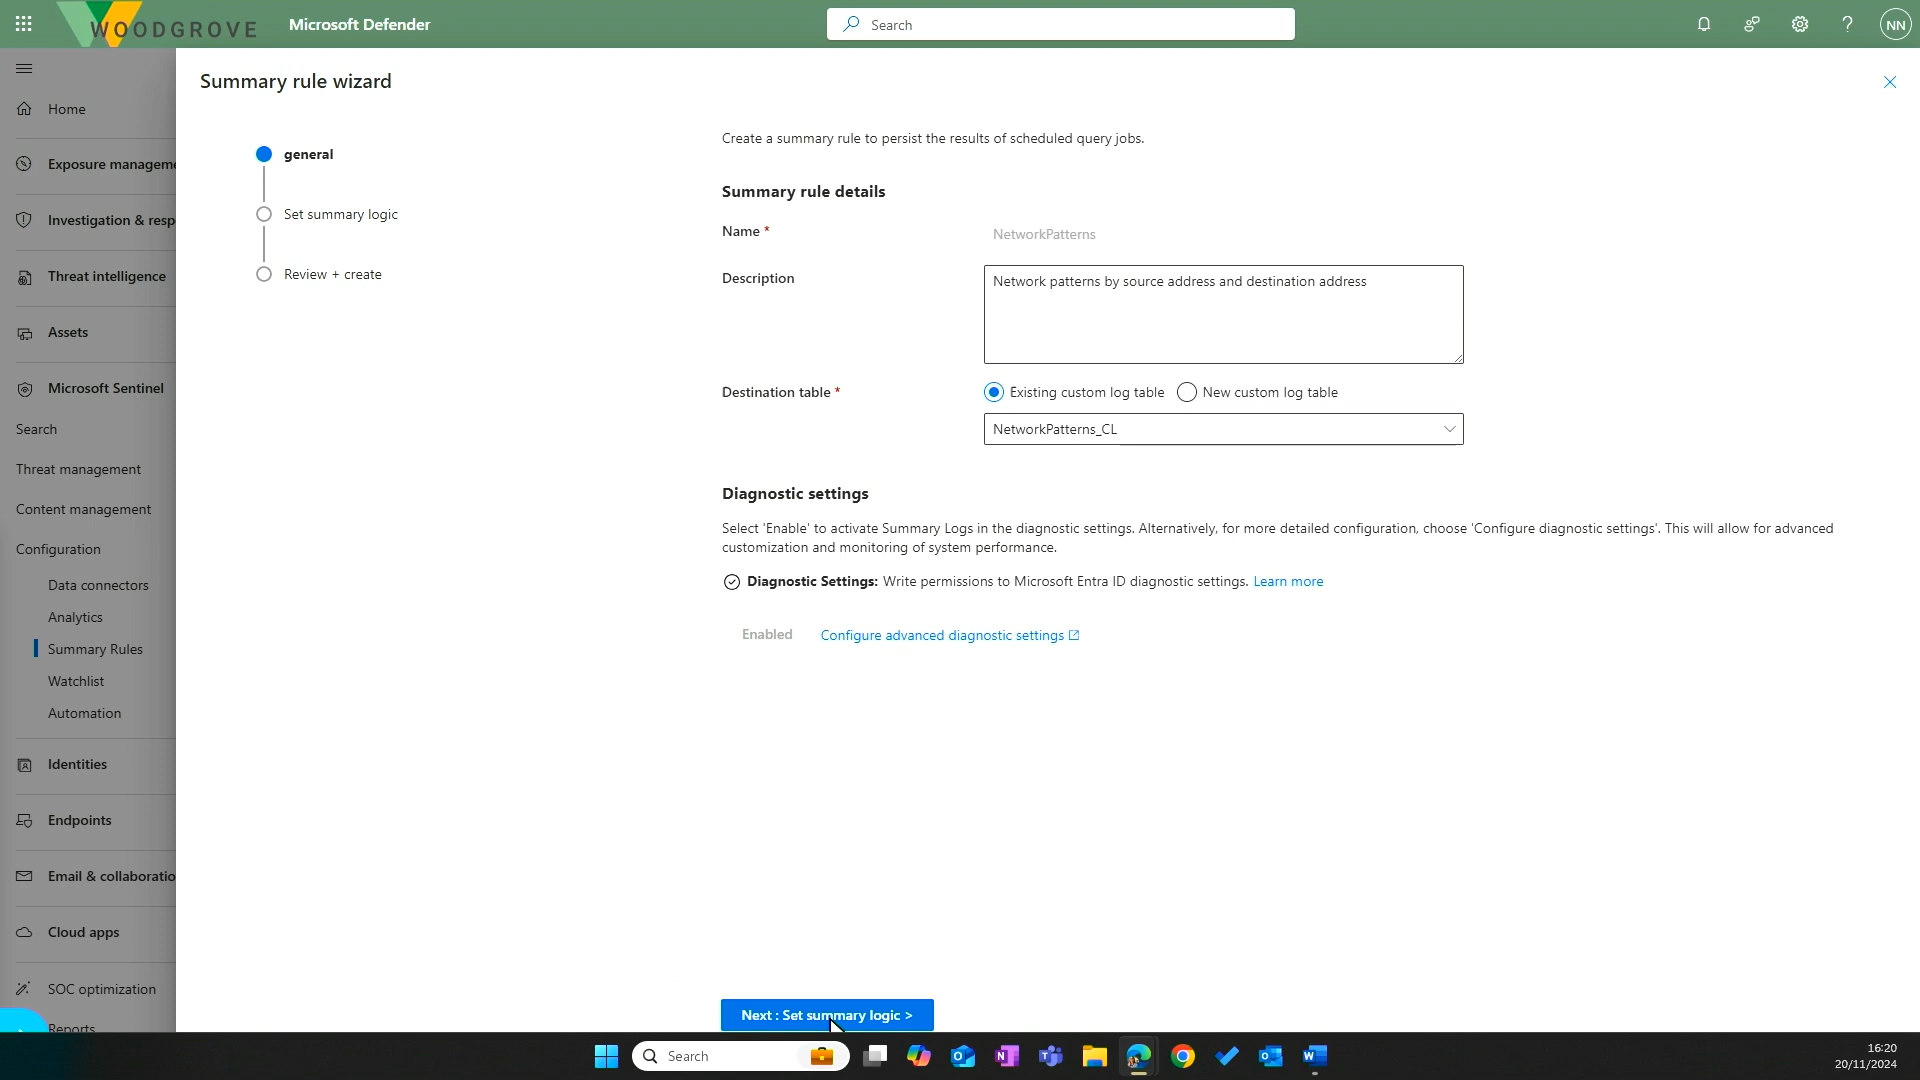 WOODGROVE
Microsoft Defender
Search
NN
Summary rule wizard
Home
Exposure manageme
Investigation & resp
Threat intelligence
Assets
Microsoft Sentinel
Search
Threat management
Content management
Configuration
Data connectors
Analytics
Summary Rules
Watchlist
Automation
Identities
Endpoints
Email & collaboratio
Cloud apps
SOC optimization
Reports
general
Set summary logic
Review + create
Create a summary rule to persist the results of scheduled query jobs.
Summary rule details
Name *
NetworkPatterns
Description
Network patterns by source address and destination address
Destination table *
Existing custom log table
New custom log table
NetworkPatterns_CL
Diagnostic settings
Select 'Enable' to activate Summary Logs in the diagnostic settings. Alternatively, for more detailed configuration, choose 'Configure diagnostic settings'. This will allow for advanced
customization and monitoring of system performance.
Diagnostic Settings: Write permissions to Microsoft Entra ID diagnostic settings. Learn more
Enabled
Configure advanced diagnostic settings
Next : Set summary logic >
Search
16:20
20/11/2024